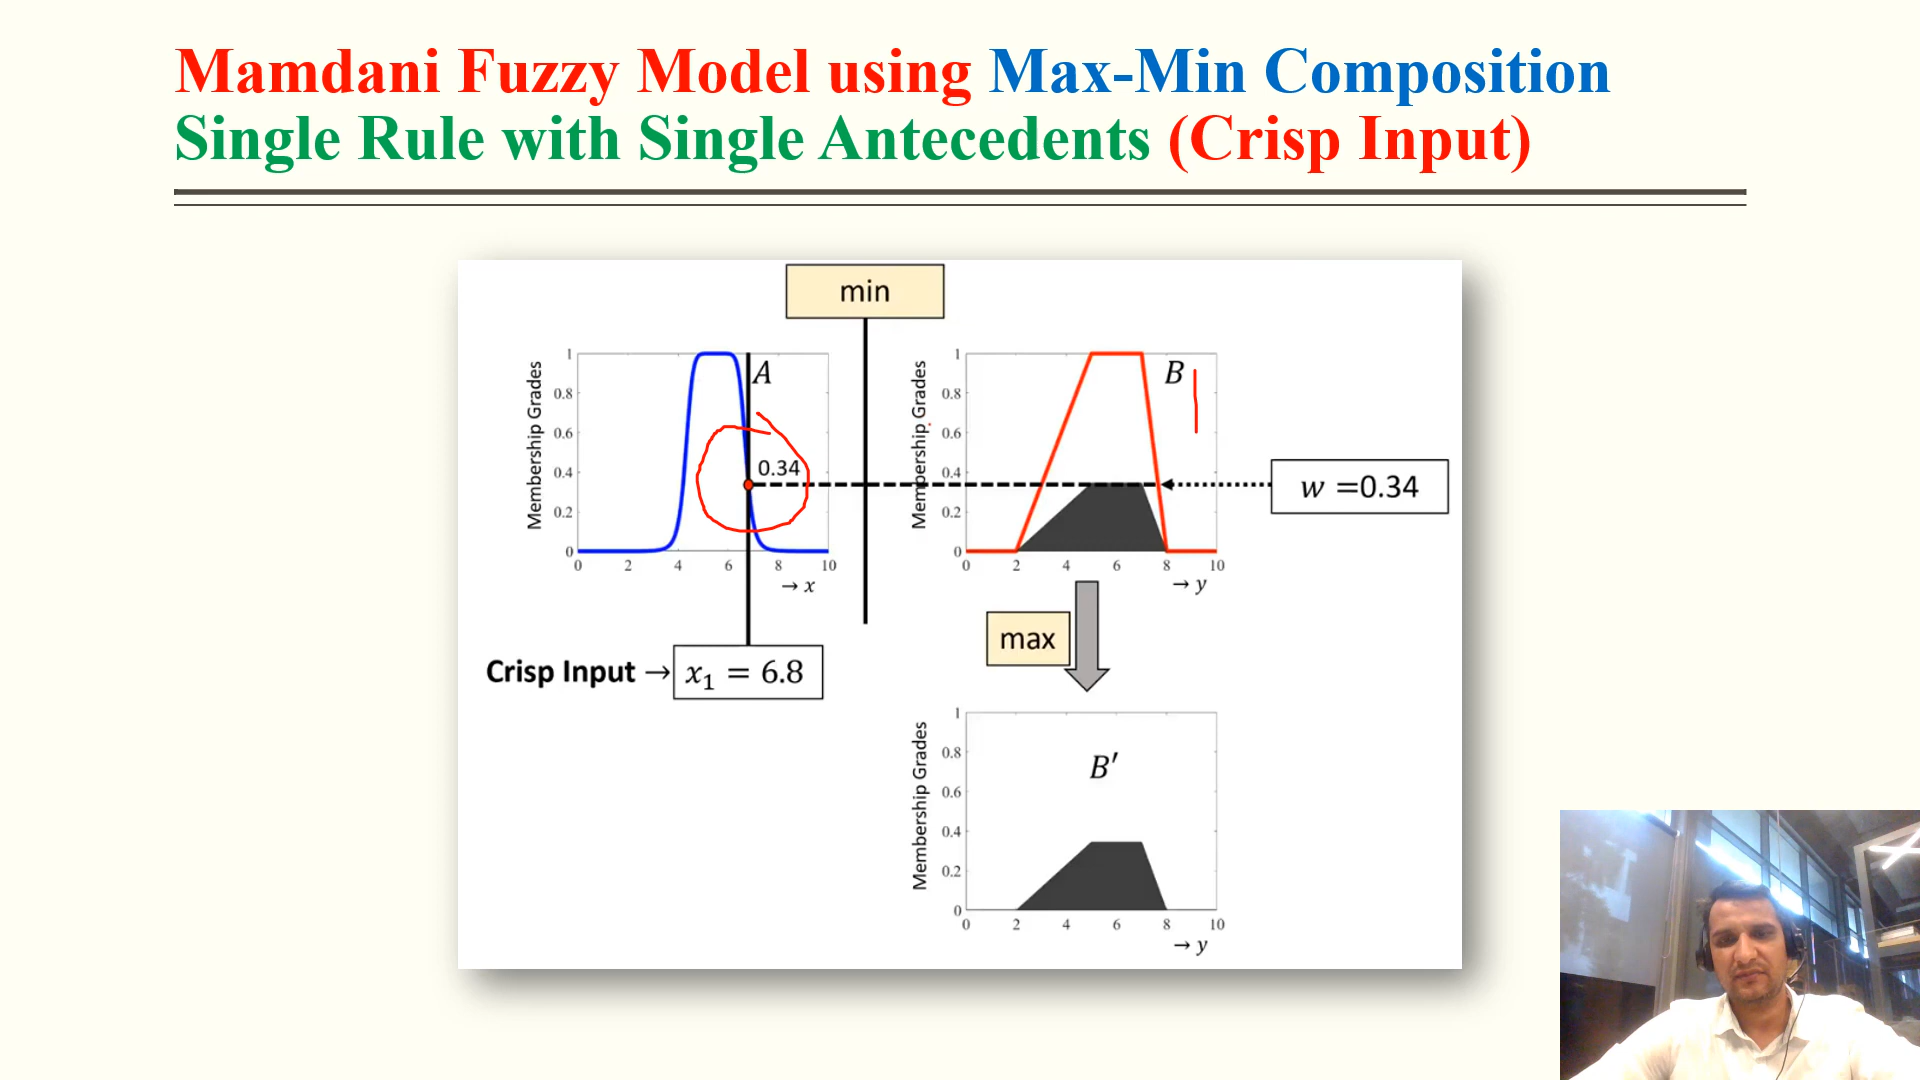 Mamdani Fuzzy Model using Max-Min Composition
Single Rule with Single Antecedents (Crisp Input)
min
Membership Grades
1
0.8
0.6
0.4
0.2
0
0 2 4 6 8 10
→ x
A
0.34
Membership Grades
1
0.8
0.6
0.4
0.2
0
0 2 4 6 8 10
→ y
B
w =0.34
Crisp Input → x₁ = 6.8
max
Membership Grades
1
0.8
0.6
0.4
0.2
0
0 2 4 6 8 10
→ y
B′